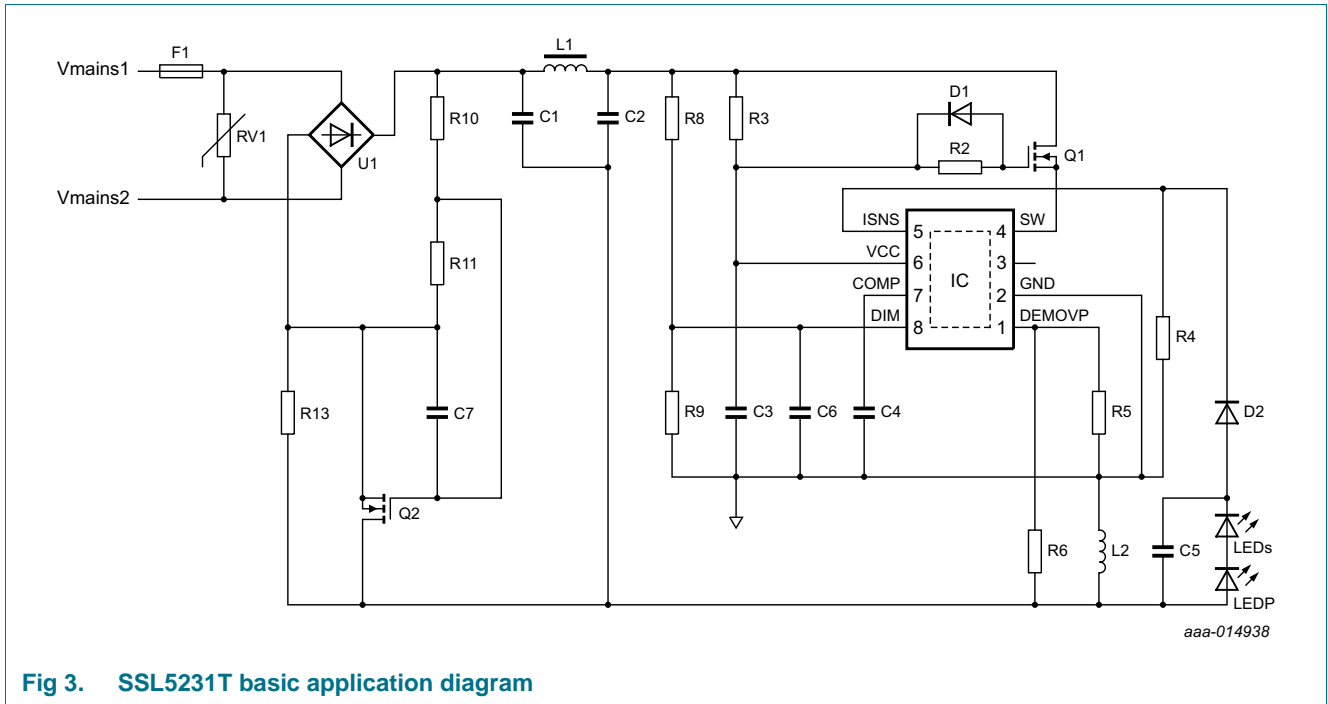 F1
L1
Vmains1
D1
R10
C1
C2
R8
R3
RV1
U1
R2
Q1
Vmains2
ISNS
5
4
SW
R11
VCC
6
3
COMP
7
IC
2
GND
DIM
8
1
DEMOVP
R4
R13
C7
R9
C3
C6
C4
R5
D2
Q2
R6
L2
C5
LEDs
LEDP
aaa-014938
Fig 3. SSL5231T basic application diagram